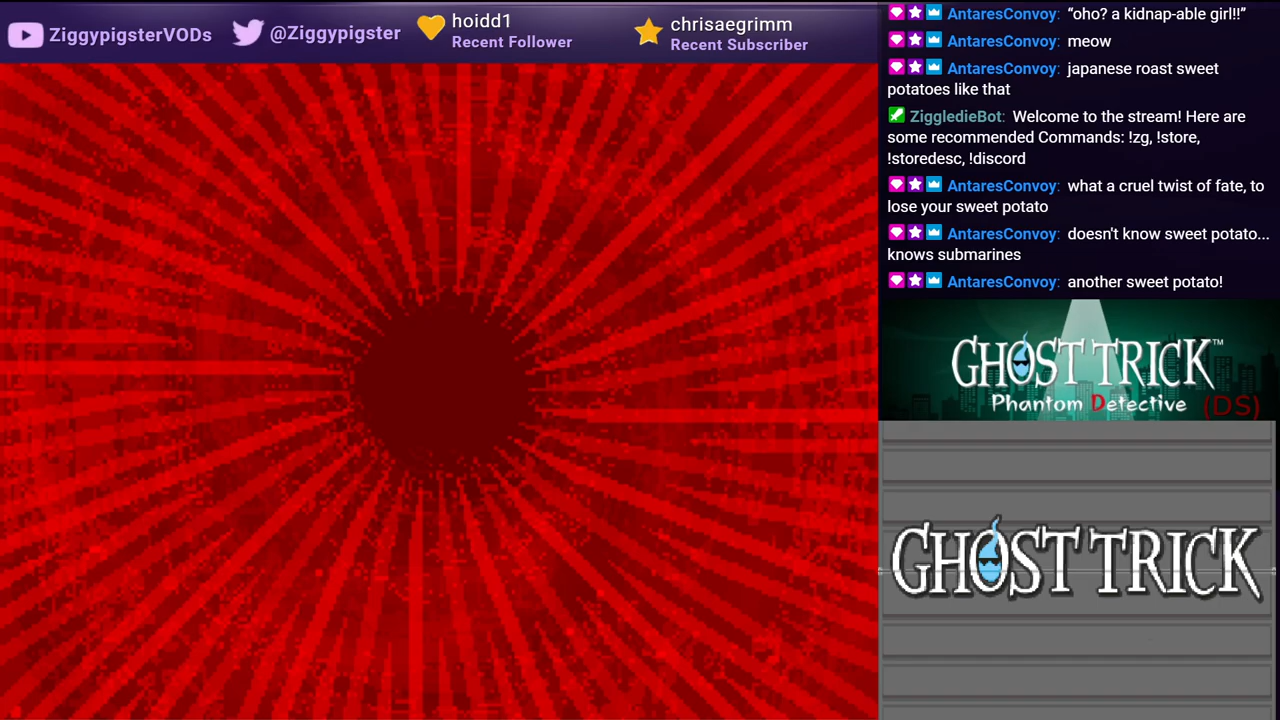 ZiggypigsterVODs
@Ziggypigster
hoidd1
Recent Follower
chrisaegrimm
Recent Subscriber
AntaresConvoy: “oho? a kidnap-able girl!!”
AntaresConvoy: meow
AntaresConvoy: japanese roast sweet
potatoes like that
ZiggledieBot: Welcome to the stream! Here are
some recommended Commands: !zg, !store,
!storedesc, !discord
AntaresConvoy: what a cruel twist of fate, to
lose your sweet potato
AntaresConvoy: doesn't know sweet potato...
knows submarines
AntaresConvoy: another sweet potato!
GHOST TRICK™
Phantom Detective (DS)
GHOST TRICK